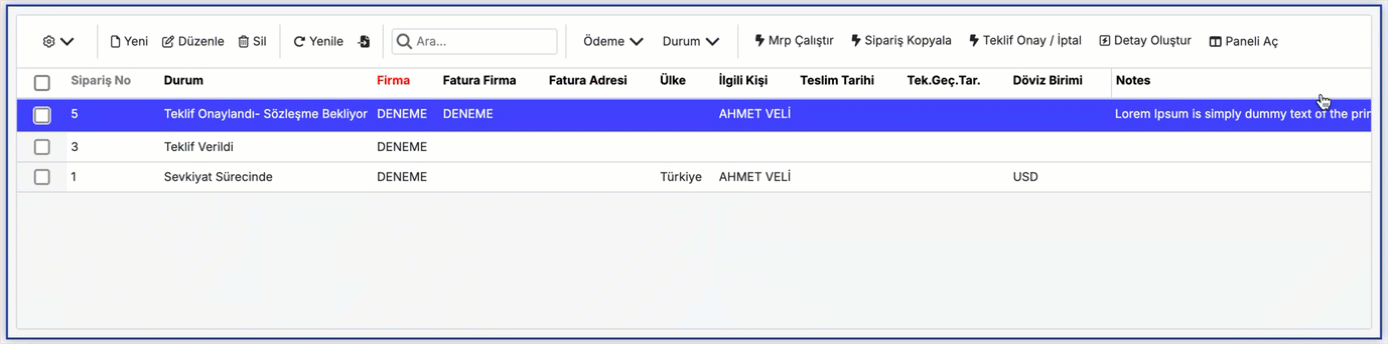 Yeni Düzenle Sil Yenile Ara... Ödeme Durum Mrp Çalıştır Sipariş Kopyala Teklif Onay / İptal Detay Oluştur Paneli Aç
Sipariş No Durum Firma Fatura Firma Fatura Adresi Ülke İlgili Kişi Teslim Tarihi Tek.Geç.Tar. Döviz Birimi Notes
5 Teklif Onaylandı- Sözleşme Bekliyor DENEME DENEME AHMET VELİ Lorem Ipsum is simply dummy text of the prin
3 Teklif Verildi DENEME
1 Sevkiyat Sürecinde DENEME Türkiye AHMET VELİ USD